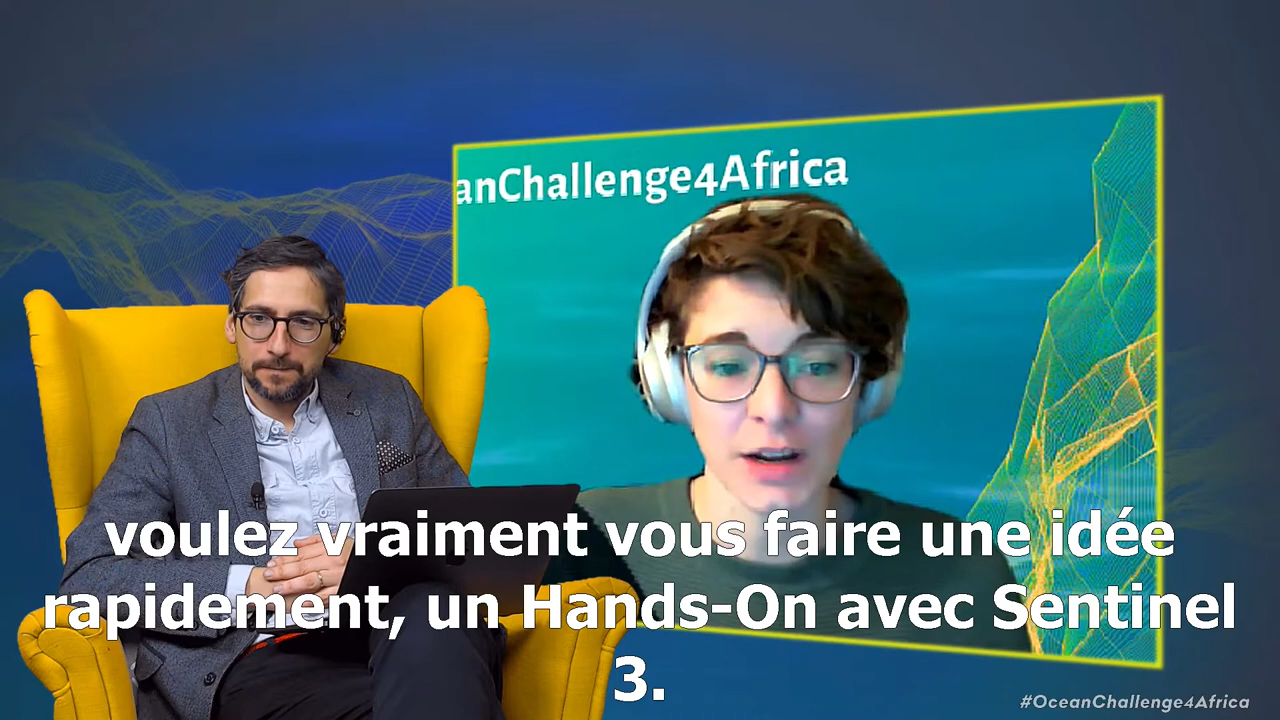 anChallenge4Africa
voulez vraiment vous faire une idée
rapidement, un Hands-On avec Sentinel
3.
#OceanChallenge4Africa